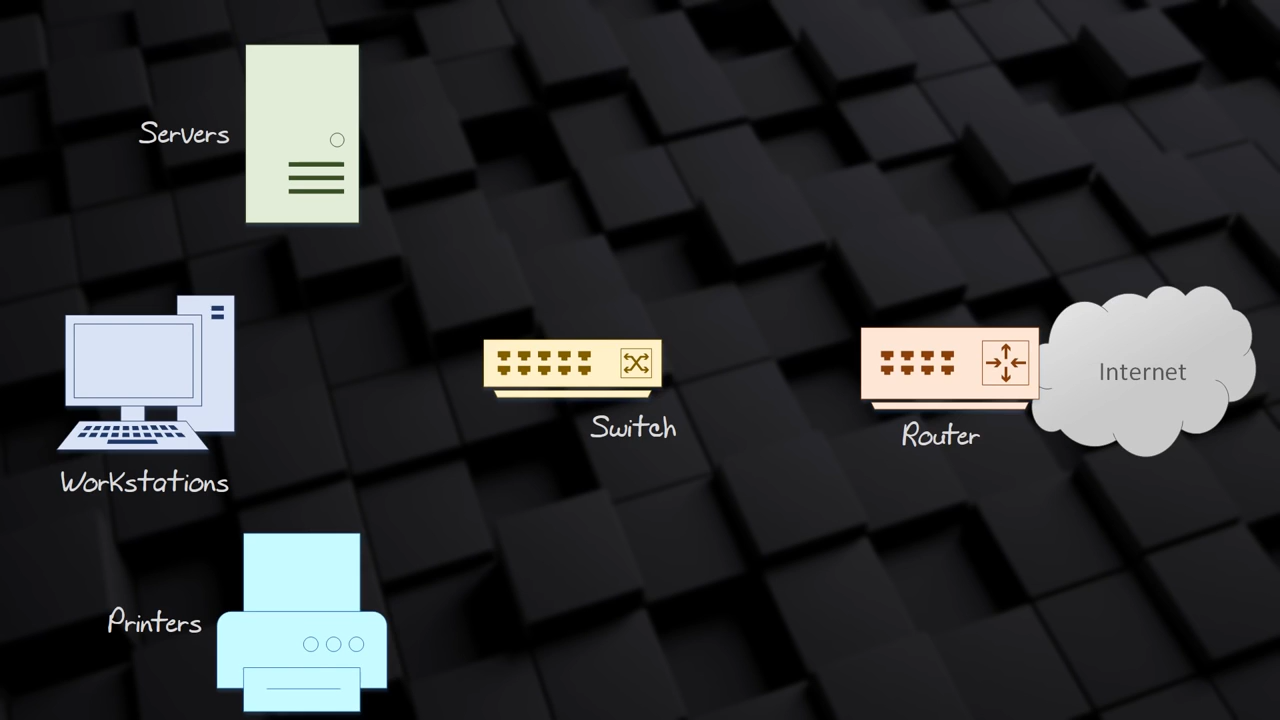 Servers
Internet
Switch
Router
Workstations
Printers